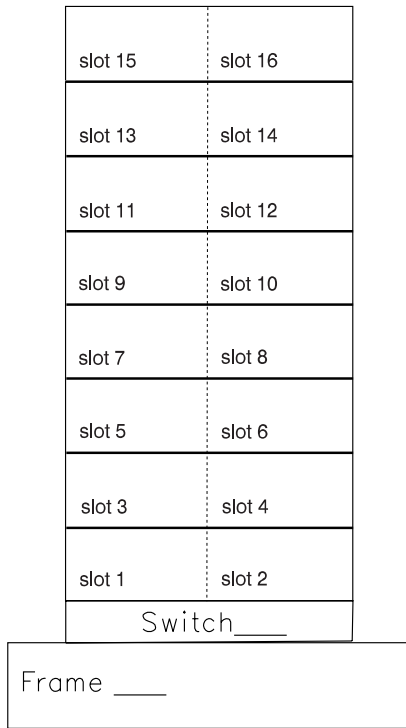 slot 15 slot 16
slot 13 slot 14
slot 11 slot 12
slot 9 slot 10
slot 7 slot 8
slot 5 slot 6
slot 3 slot 4
slot 1 slot 2
Switch___
Frame ___